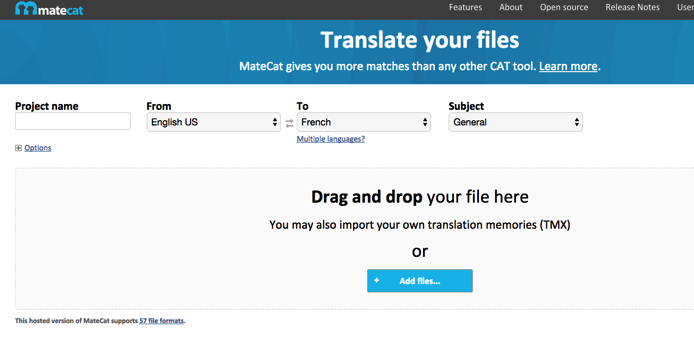 matecat Features About Open source Release Notes User
Translate your files
MateCat gives you more matches than any other CAT tool. Learn more.
Project name From To Subject
English US French General
Multiple languages?
Options
Drag and drop your file here
You may also import your own translation memories (TMX)
or
+ Add files...
This hosted version of MateCat supports 57 file formats.